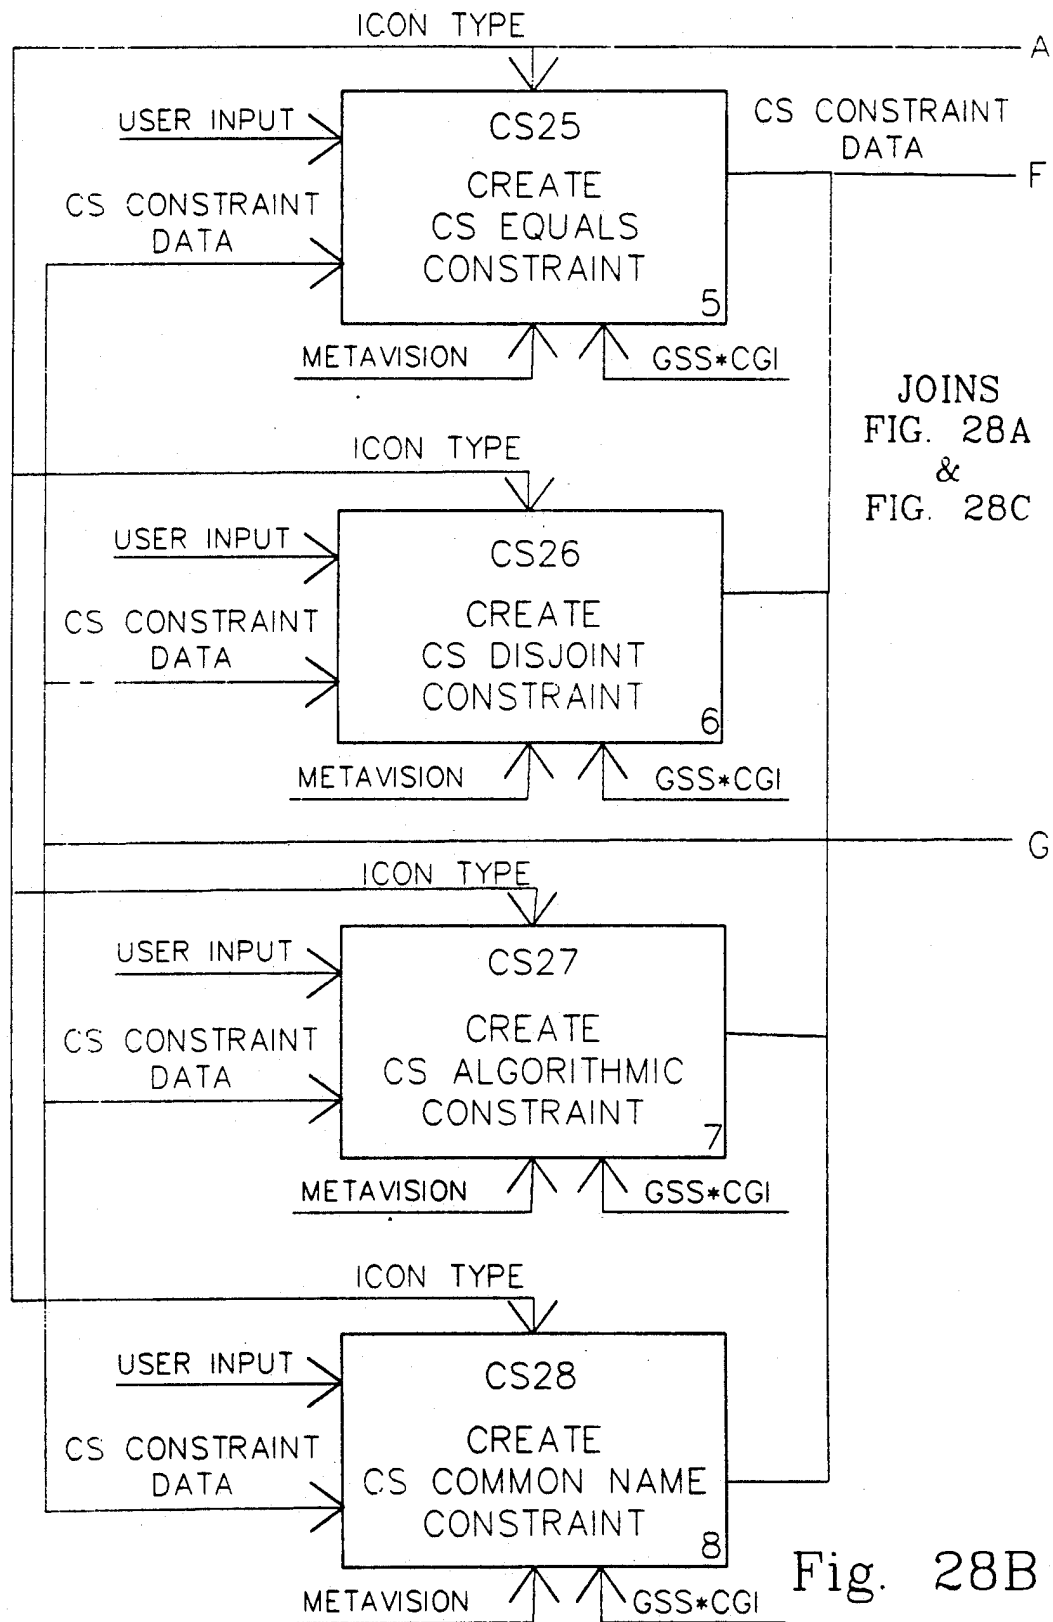 ICON TYPE
A
USER INPUT
CS25
CS CONSTRAINT
DATA
F
CREATE
CS EQUALS
CONSTRAINT
CS CONSTRAINT
DATA
5
METAVISION
GSS*CGI
JOINS
FIG. 28A
&
FIG. 28C
ICON TYPE
USER INPUT
CS26
CREATE
CS DISJOINT
CONSTRAINT
CS CONSTRAINT
DATA
6
METAVISION
GSS*CGI
G
ICON TYPE
USER INPUT
CS27
CREATE
CS ALGORITHMIC
CONSTRAINT
CS CONSTRAINT
DATA
7
METAVISION
GSS*CGI
ICON TYPE
USER INPUT
CS28
CREATE
CS COMMON NAME
CONSTRAINT
CS CONSTRAINT
DATA
8
METAVISION
GSS*CGI
Fig. 28B